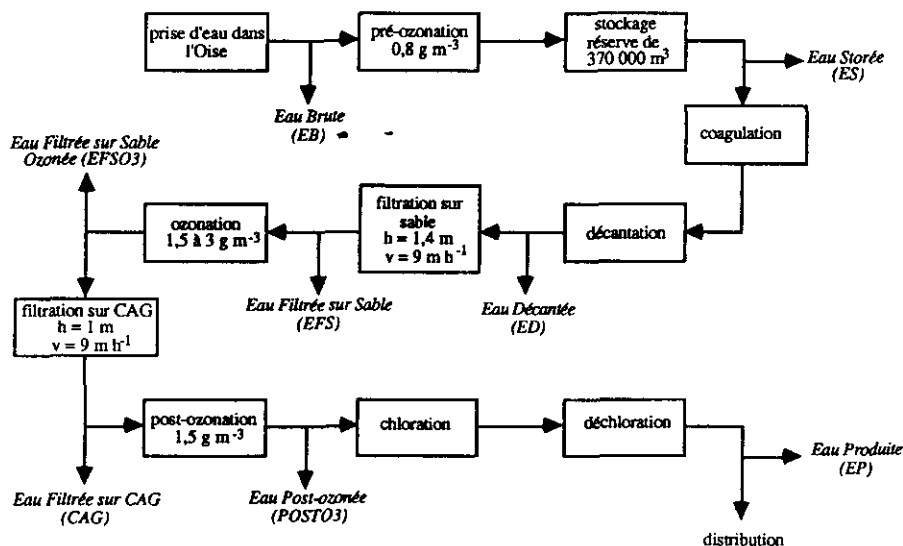 prise d'eau dans
l'Oise
pré-ozonation
0,8 g m-3
stockage
réserve de
370 000 m3
Eau Storée
(ES)
Eau Brute
(EB)
coagulation
Eau Filtrée sur Sable
Ozonée (EFSO3)
ozonation
1,5 à 3 g m-3
filtration sur
sable
h = 1,4 m
v = 9 m h-1
décantation
Eau Filtrée sur Sable
(EFS)
Eau Décantée
(ED)
filtration sur CAG
h = 1 m
v = 9 m h-1
post-ozonation
1,5 g m-3
chloration
déchloration
Eau Produite
(EP)
Eau Filtrée sur CAG
(CAG)
Eau Post-ozonée
(POSTO3)
distribution